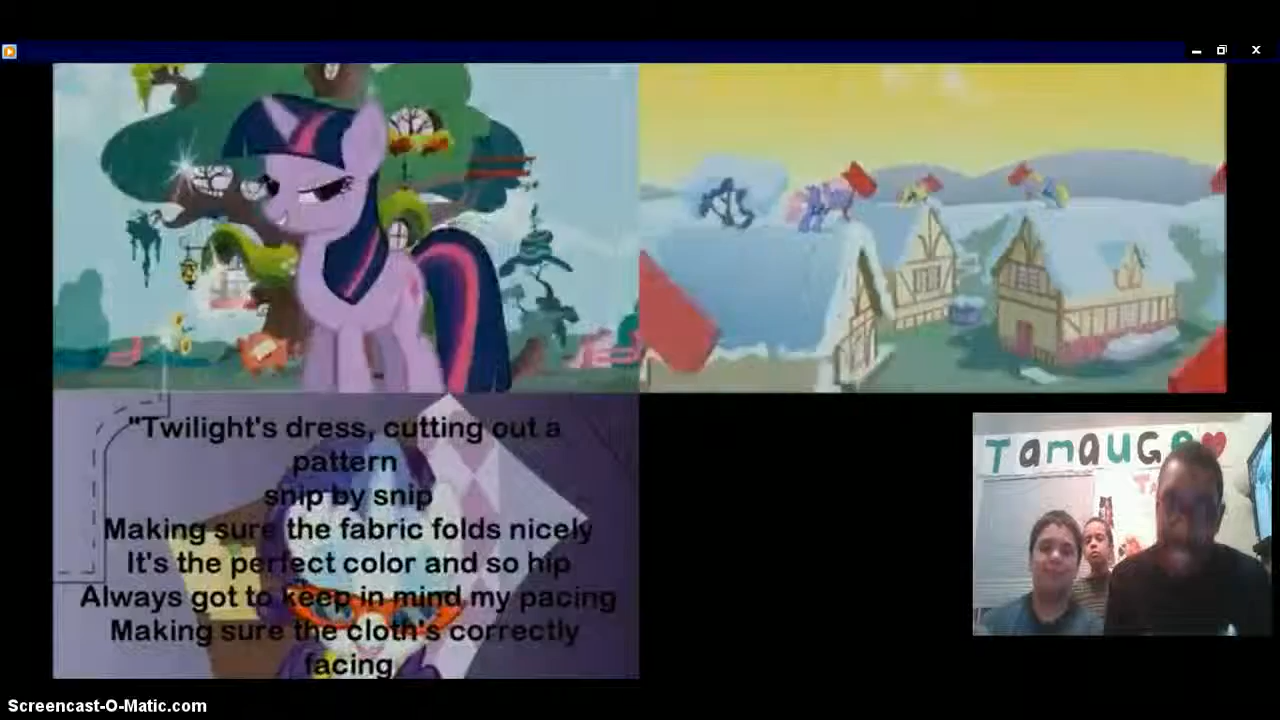 "Twilight's dress, cutting out a
pattern
snip by snip
Making sure the fabric folds nicely
It's the perfect color and so hip
Always got to keep in mind my pacing
Making sure the cloth's correctly
facing
Screencast-O-Matic.com